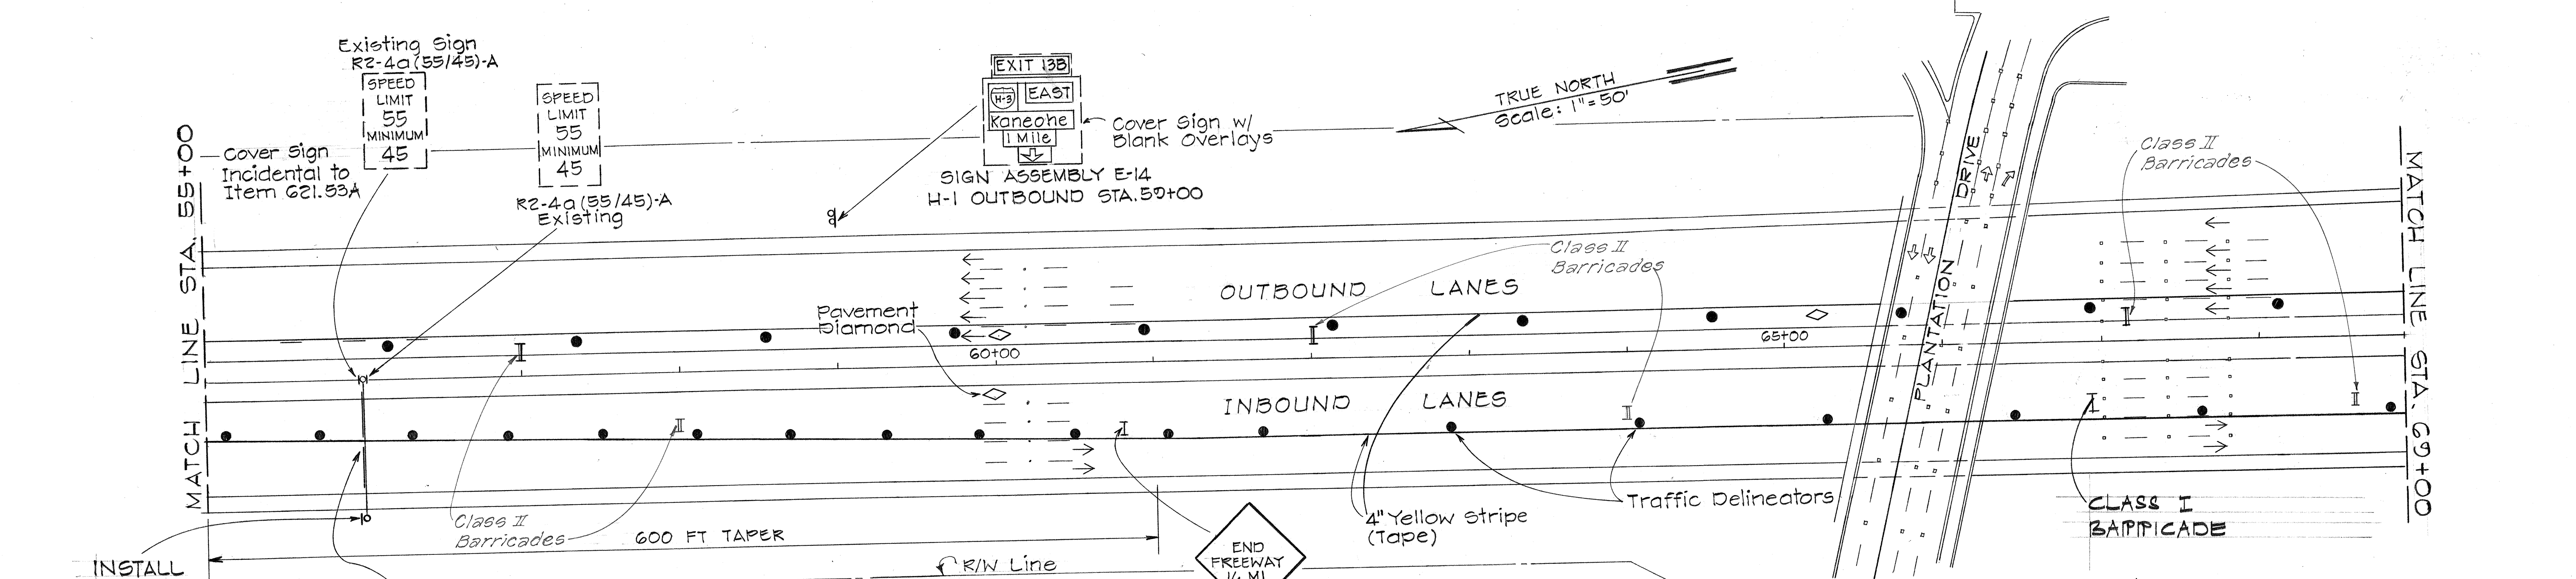 Existing Sign
R2-4a(55/45)-A
SPEED
LIMIT
55
MINIMUM
45
SPEED
LIMIT
55
MINIMUM
45
R2-4a(55/45)-A
Existing
Cover Sign
Incidental to
Item 621.53A
EXIT 13B
H-3
EAST
Kaneohe
1 Mile
Cover Sign w/
Blank Overlays
SIGN ASSEMBLY E-14
H-1 OUTBOUND STA.59+00
TRUE NORTH
Scale: 1"=50'
Class II
Barricades
MATCH LINE STA. 55+00
MATCH LINE STA. 69+00
PLANTATION DRIVE
Class II
Barricades
OUTBOUND LANES
Pavement
Diamond
60+00
65+00
INBOUND LANES
Class II
Barricades
600 FT TAPER
INSTALL
4" Yellow Stripe
(Tape)
Traffic Delineators
CLASS I
BARRICADE
R/W Line
END
FREEWAY